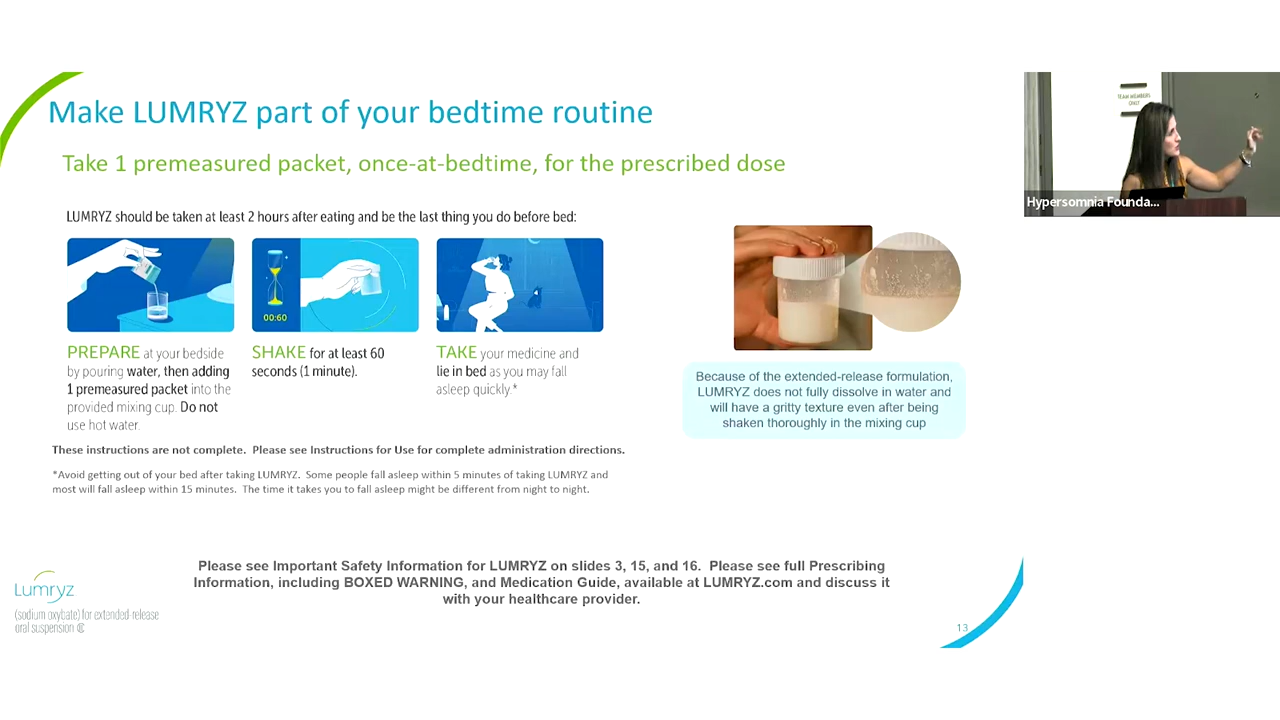 Make LUMRYZ part of your bedtime routine
Take 1 premeasured packet, once-at-bedtime, for the prescribed dose
LUMRYZ should be taken at least 2 hours after eating and be the last thing you do before bed:
00:60
PREPARE at your bedside
by pouring water, then adding
1 premeasured packet into the
provided mixing cup. Do not
use hot water.
SHAKE for at least 60
seconds (1 minute).
TAKE your medicine and
lie in bed as you may fall
asleep quickly.*
Because of the extended-release formulation,
LUMRYZ does not fully dissolve in water and
will have a gritty texture even after being
shaken thoroughly in the mixing cup
These instructions are not complete. Please see Instructions for Use for complete administration directions.
*Avoid getting out of your bed after taking LUMRYZ. Some people fall asleep within 5 minutes of taking LUMRYZ and
most will fall asleep within 15 minutes. The time it takes you to fall asleep might be different from night to night.
Please see Important Safety Information for LUMRYZ on slides 3, 15, and 16. Please see full Prescribing
Information, including BOXED WARNING, and Medication Guide, available at LUMRYZ.com and discuss it
with your healthcare provider.
Lumryz
(sodium oxybate) for extended-release
oral suspension
13
TEAM MEMBERS
ONLY
Hypersomnia Founda...